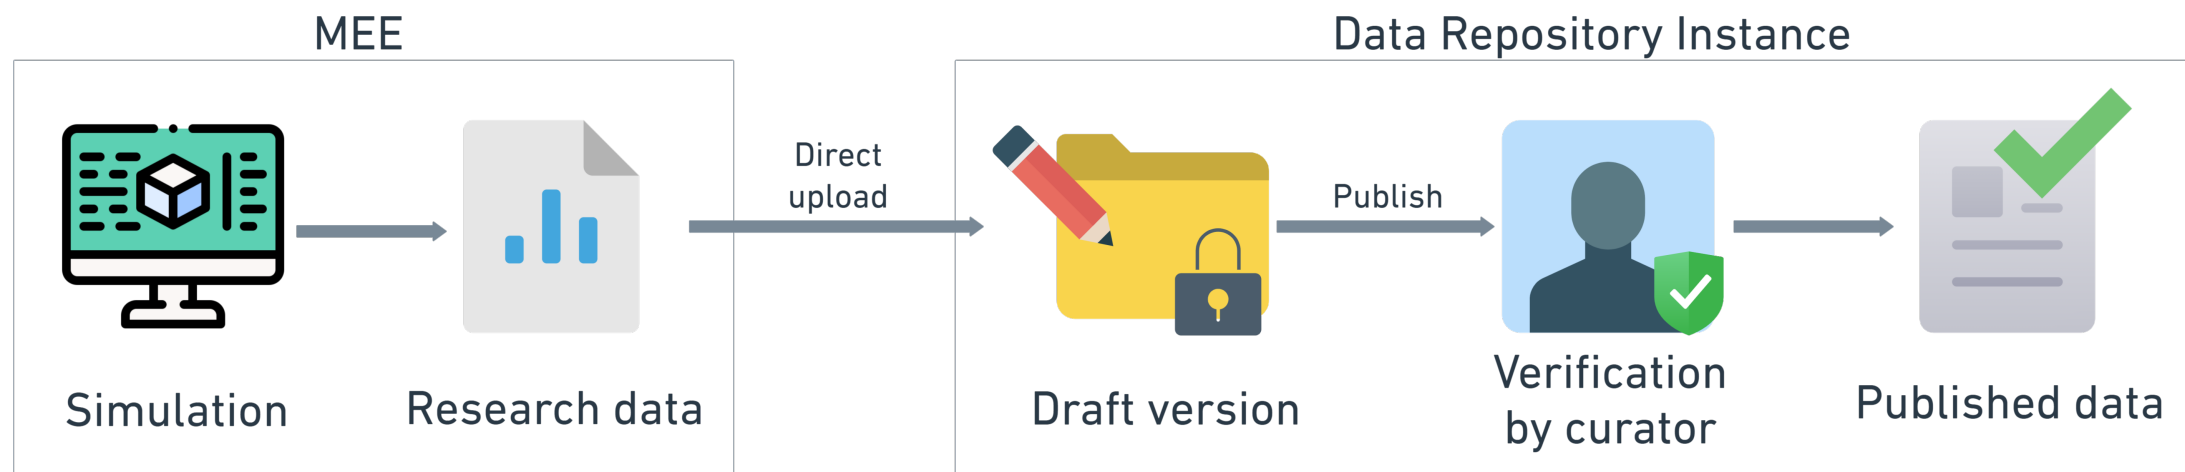 MEE
Data Repository Instance
Direct
upload
Publish
Simulation
Research data
Draft version
Verification
by curator
Published data